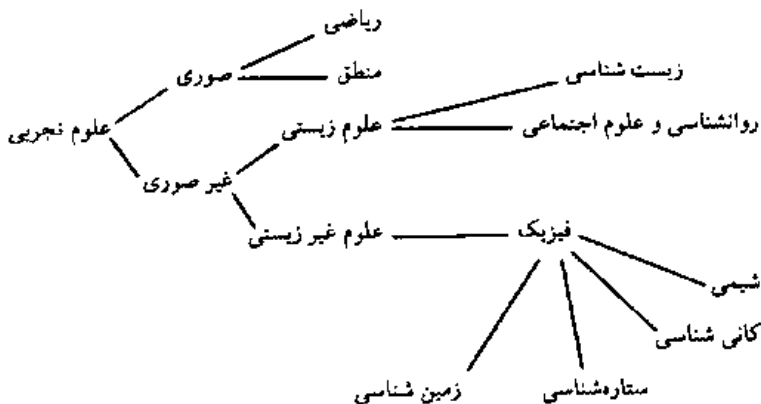 ریاضی
صوری
منطق
زیست شناسی
علوم تجربی
علوم زیستی
روانشناسی و علوم اجتماعی
غیر صوری
علوم غیر زیستی
فیزیک
شیمی
کانی شناسی
زمین شناسی
ستاره‌شناسی